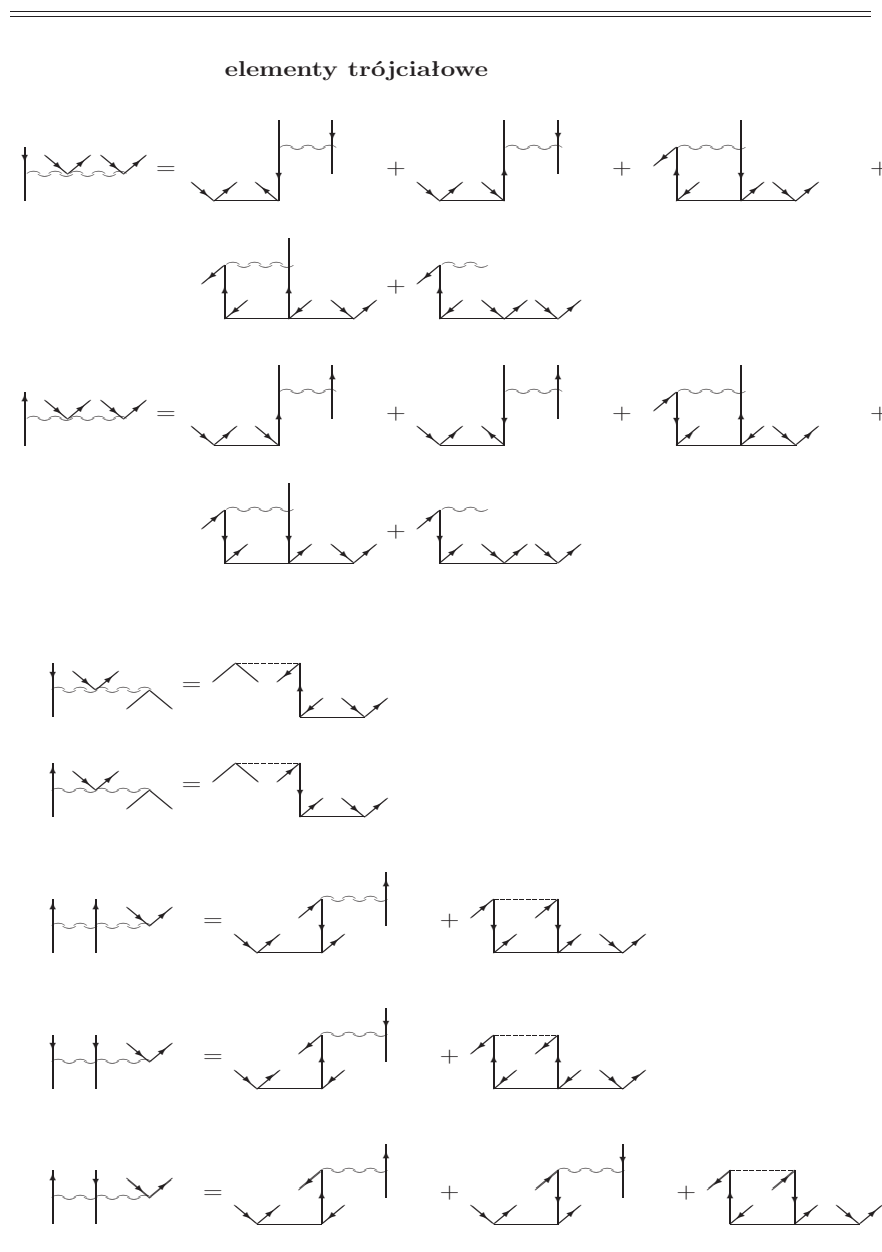 elementy trójciałowe
= + + +
+
= + + +
+
=
=
= +
= +
= + +